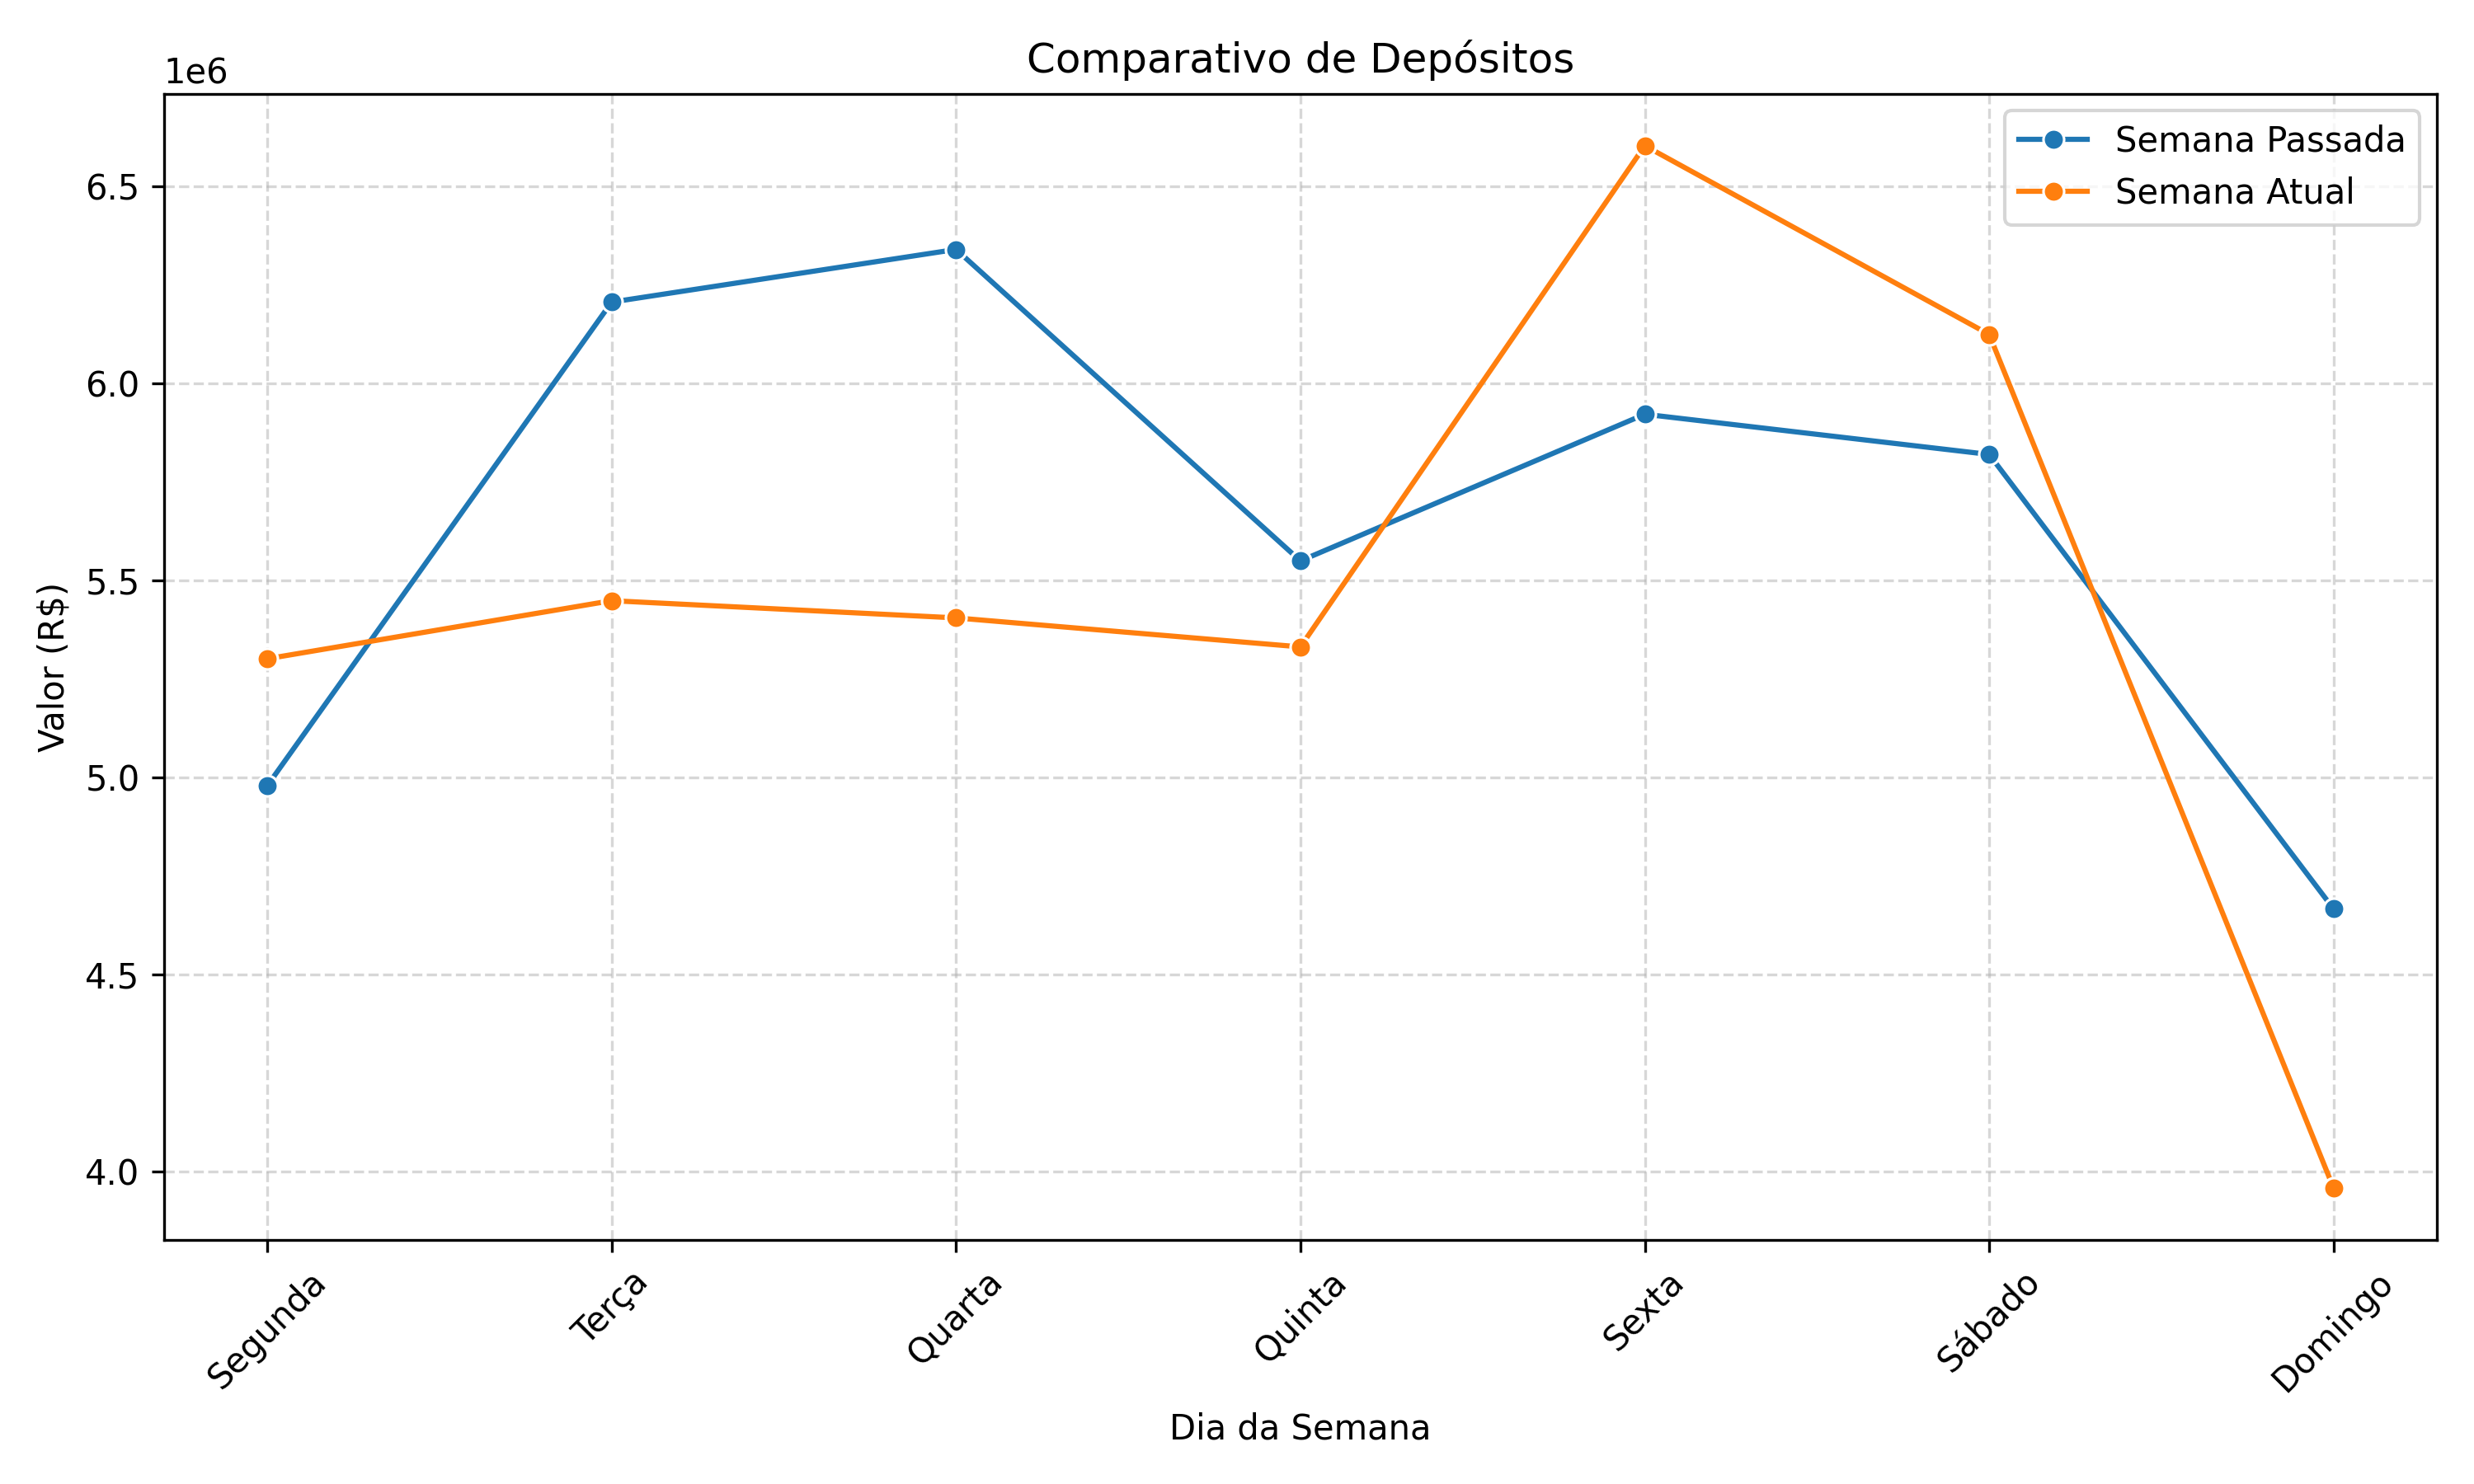 Comparativo de Depósitos
1e6
Semana Passada
Semana Atual
6.5
6.0
5.5
5.0
4.5
4.0
Valor (R$)
Segunda
Terça
Quarta
Quinta
Sexta
Sábado
Domingo
Dia da Semana